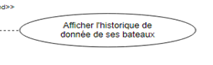 d>>
Afficher l'historique de
donnée de ses bateaux